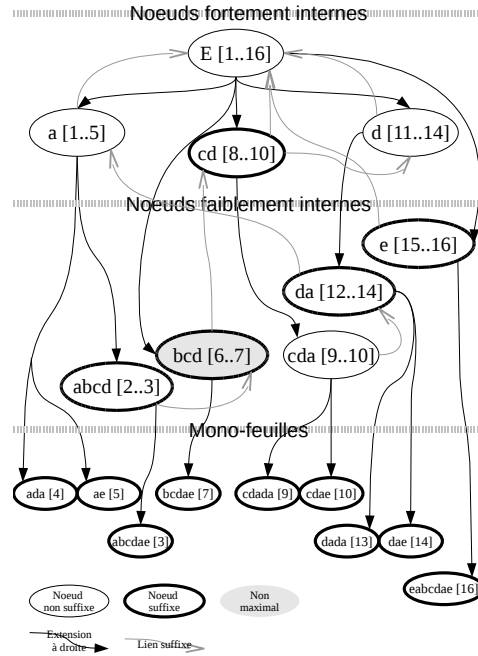 Noeuds fortement internes
E [1..16]
a [1..5]
d [11..14]
cd [8..10]
Noeuds faiblement internes
e [15..16]
da [12..14]
bcd [6..7]
cda [9..10]
abcd [2..3]
Mono-feuilles
ada [4]
ae [5]
bcdae [7]
cdada [9]
cdae [10]
abcdae [3]
dada [13]
dae [14]
eabcdae [16]
Noeud
non suffixe
Noeud
suffixe
Non
maximal
Extension
à droite
Lien suffixe